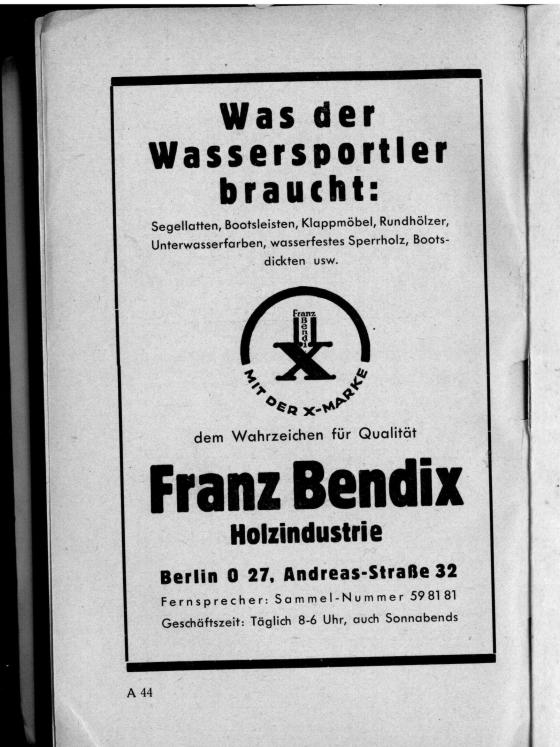 Was der
Wassersportler
braucht:
Segellatten, Bootsleisten, Klappmöbel, Rundhölzer,
Unterwasserfarben, wasserfestes Sperrholz, Boots-
dickten usw.
Franz
Bendi
X
MIT DER X-MARKE
dem Wahrzeichen für Qualität
Franz Bendix
Holzindustrie
Berlin O 27, Andreas-Straße 32
Fernsprecher: Sammel-Nummer 59 81 81
Geschäftszeit: Täglich 8-6 Uhr, auch Sonnabends
A 44